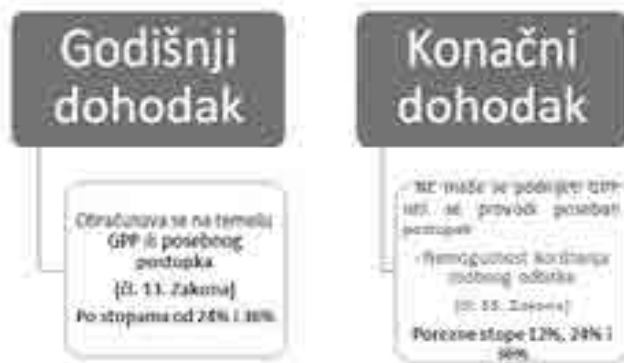 Godišnji
dohodak
Obračunava se na temelju
GPP ili posebnog
postupka
(čl. 13. Zakona)
Po stopama od 24% i 36%
Konačni
dohodak
- NE može se podnijeti GPP
niti se provodi poseban
postupak
- Nemogućnost korištenja
osobnog odbitka
Zakona)
Porezne stope 12%, 24% i